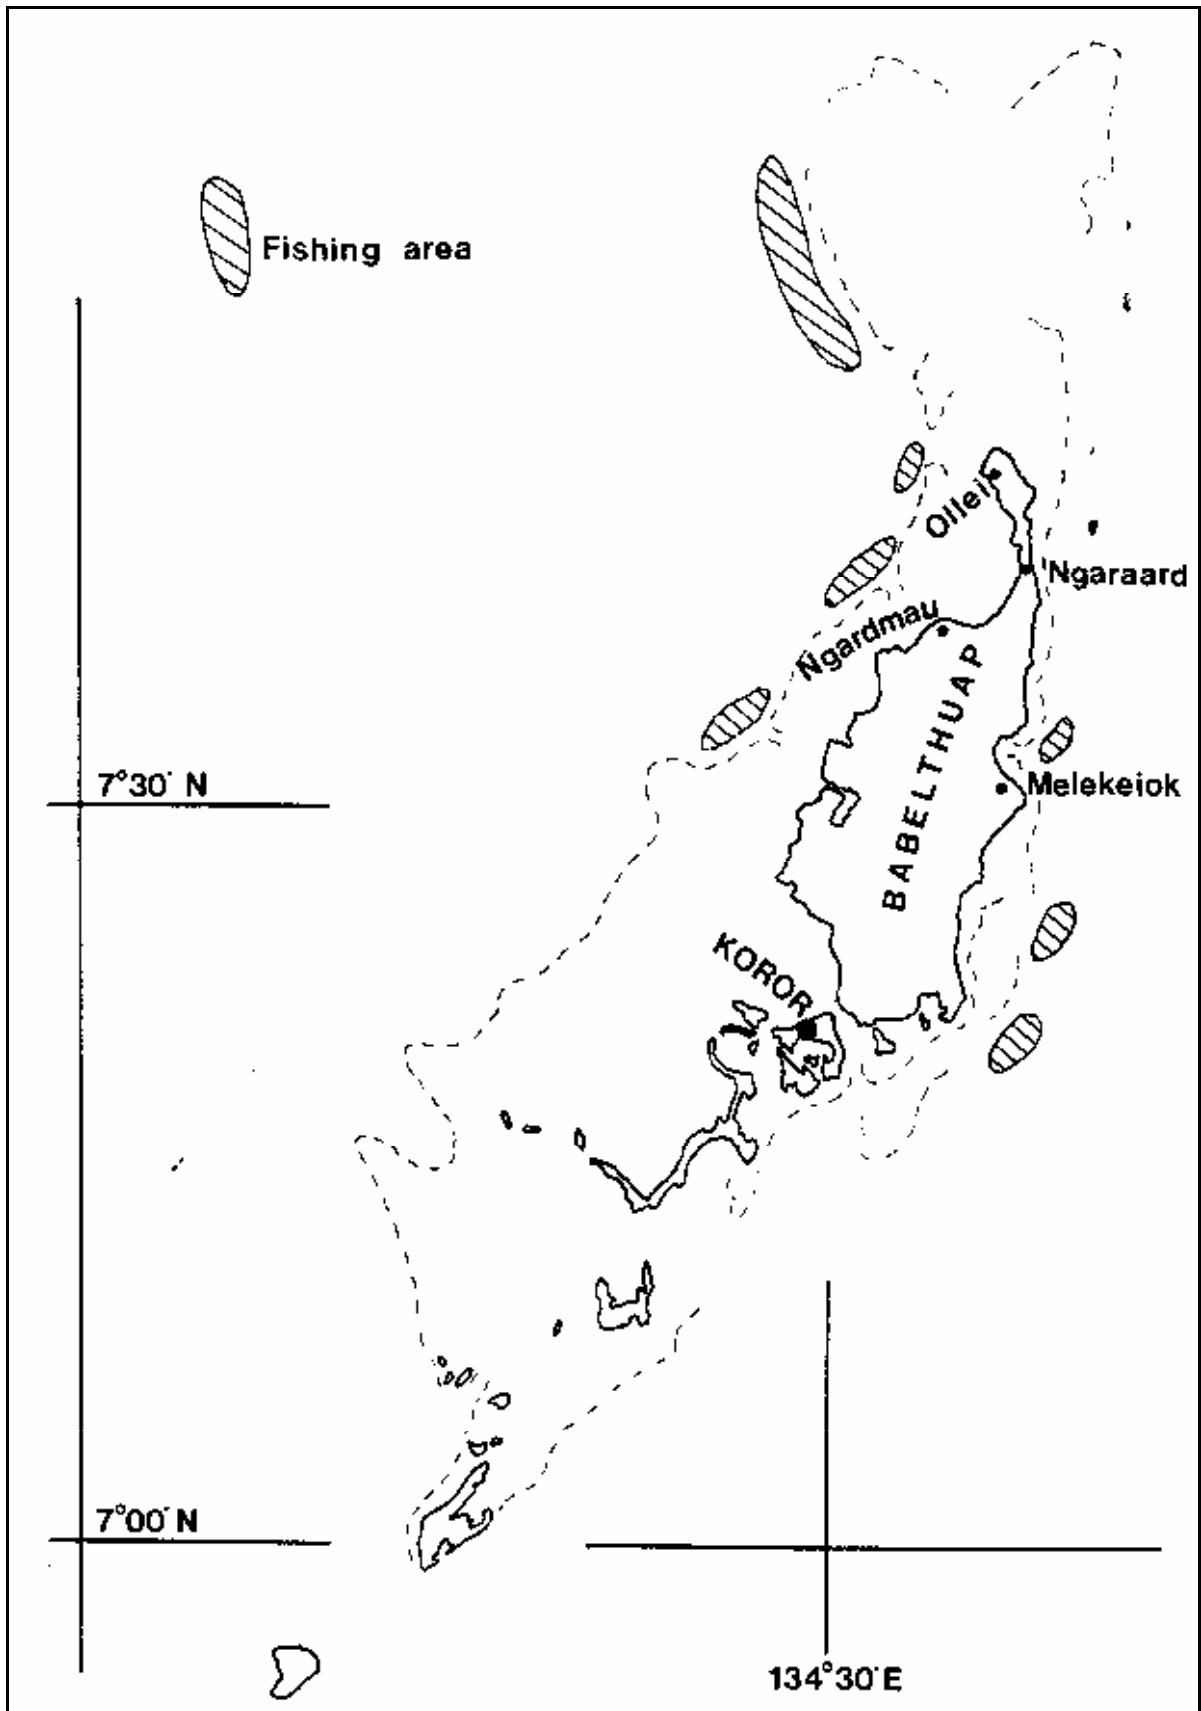 Fishing area
Ollei
Ngaraard
Ngardmau
BABELTHUAP
7°30' N
Melekeiok
KOROR
7°00' N
134°30' E